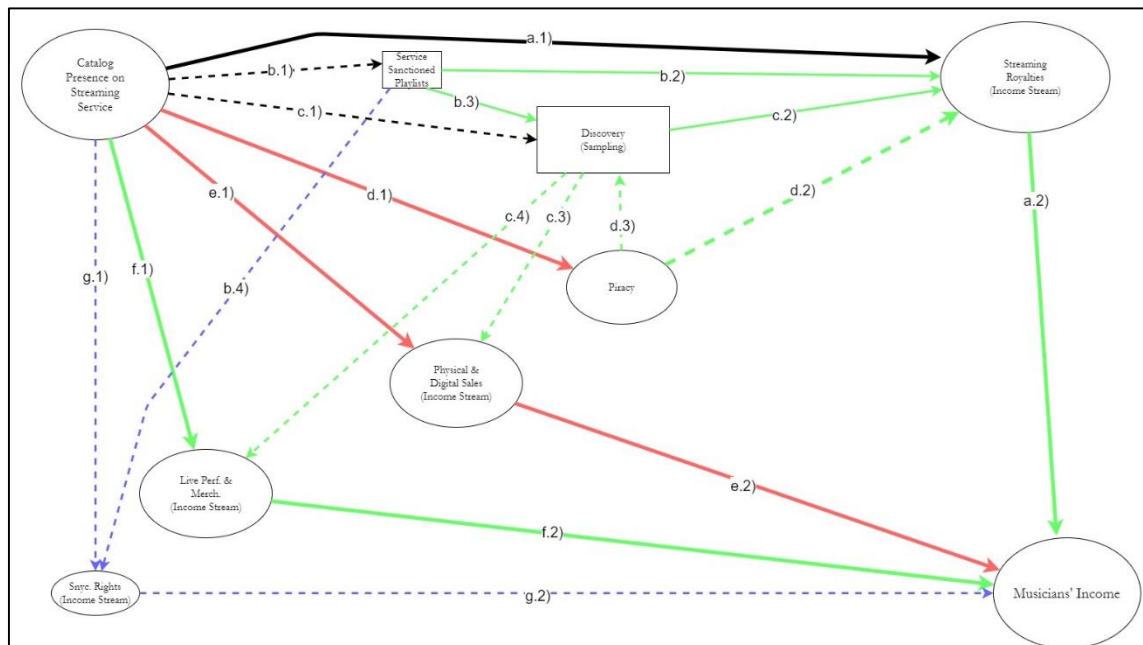 a.1)
Catalog
Presence on
Streaming
Service
b.1)
Service
Sanctioned
Playlists
b.2)
Streaming
Royalties
(Income Stream)
b.3)
c.1)
c.2)
Discovery
(Sampling)
e.1)
d.1)
d.2)
a.2)
c.4)
c.3)
d.3)
f.1)
g.1)
b.4)
Piracy
Physical &
Digital Sales
(Income Stream)
Live Perf. &
Merch.
(Income Stream)
e.2)
f.2)
Snyc. Rights
(Income Stream)
g.2)
Musicians' Income